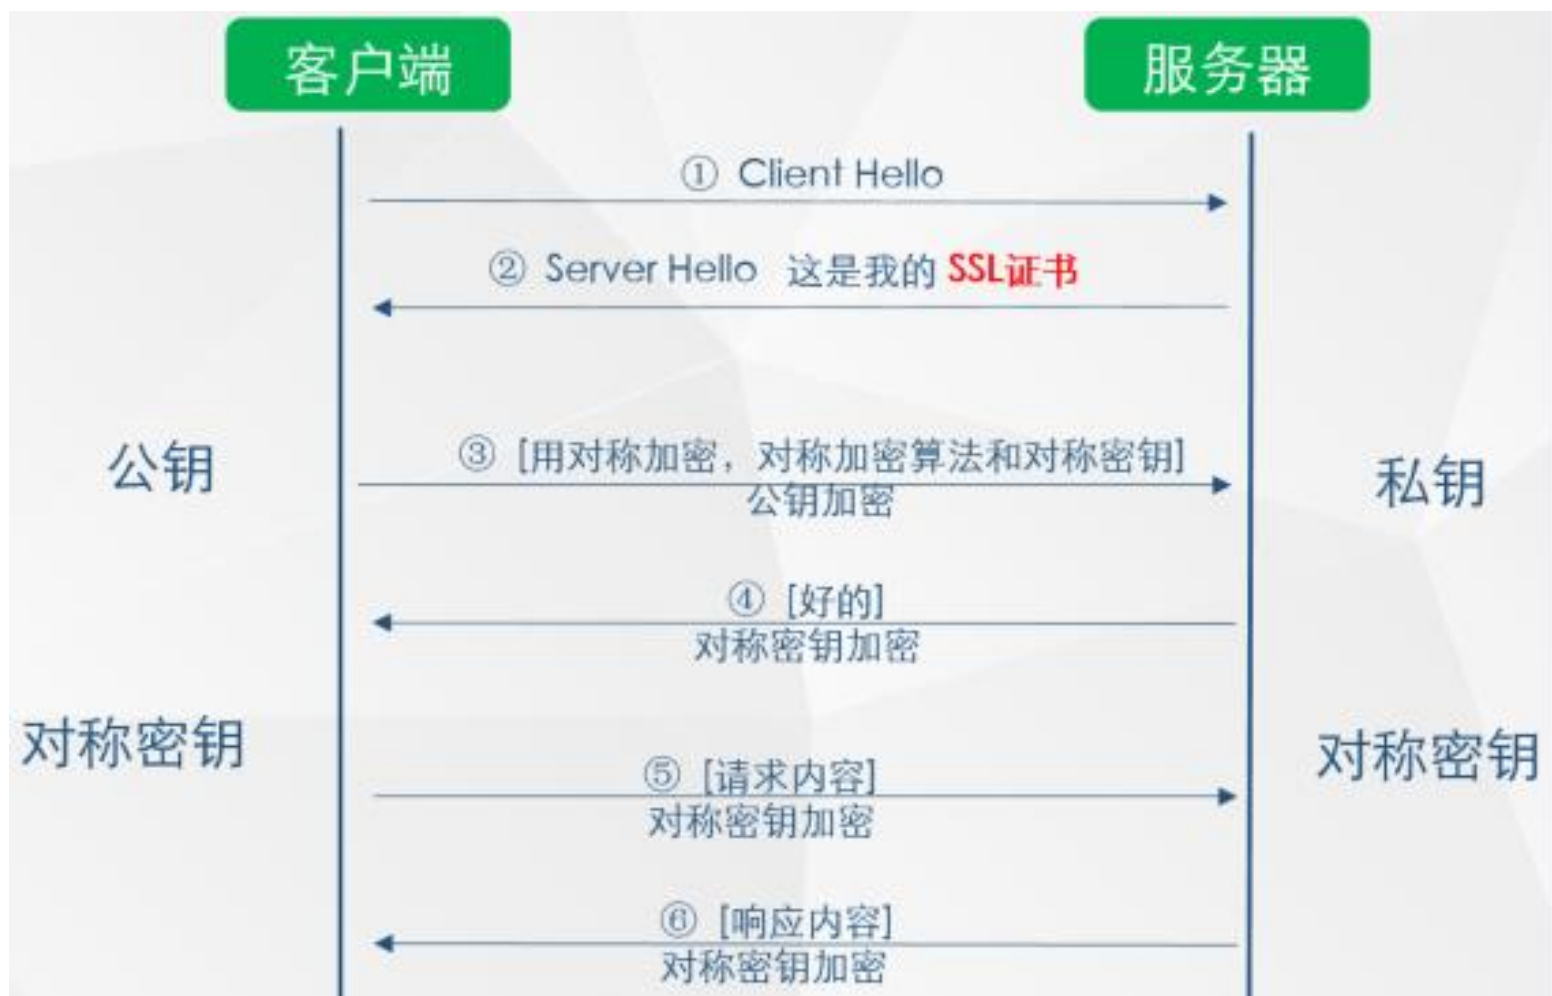 客户端
服务器
① Client Hello
② Server Hello 这是我的 SSL证书
公钥
③ [用对称加密，对称加密算法和对称密钥]
公钥加密
私钥
④ [好的]
对称密钥加密
对称密钥
对称密钥
⑤ [请求内容]
对称密钥加密
⑥ [响应内容]
对称密钥加密